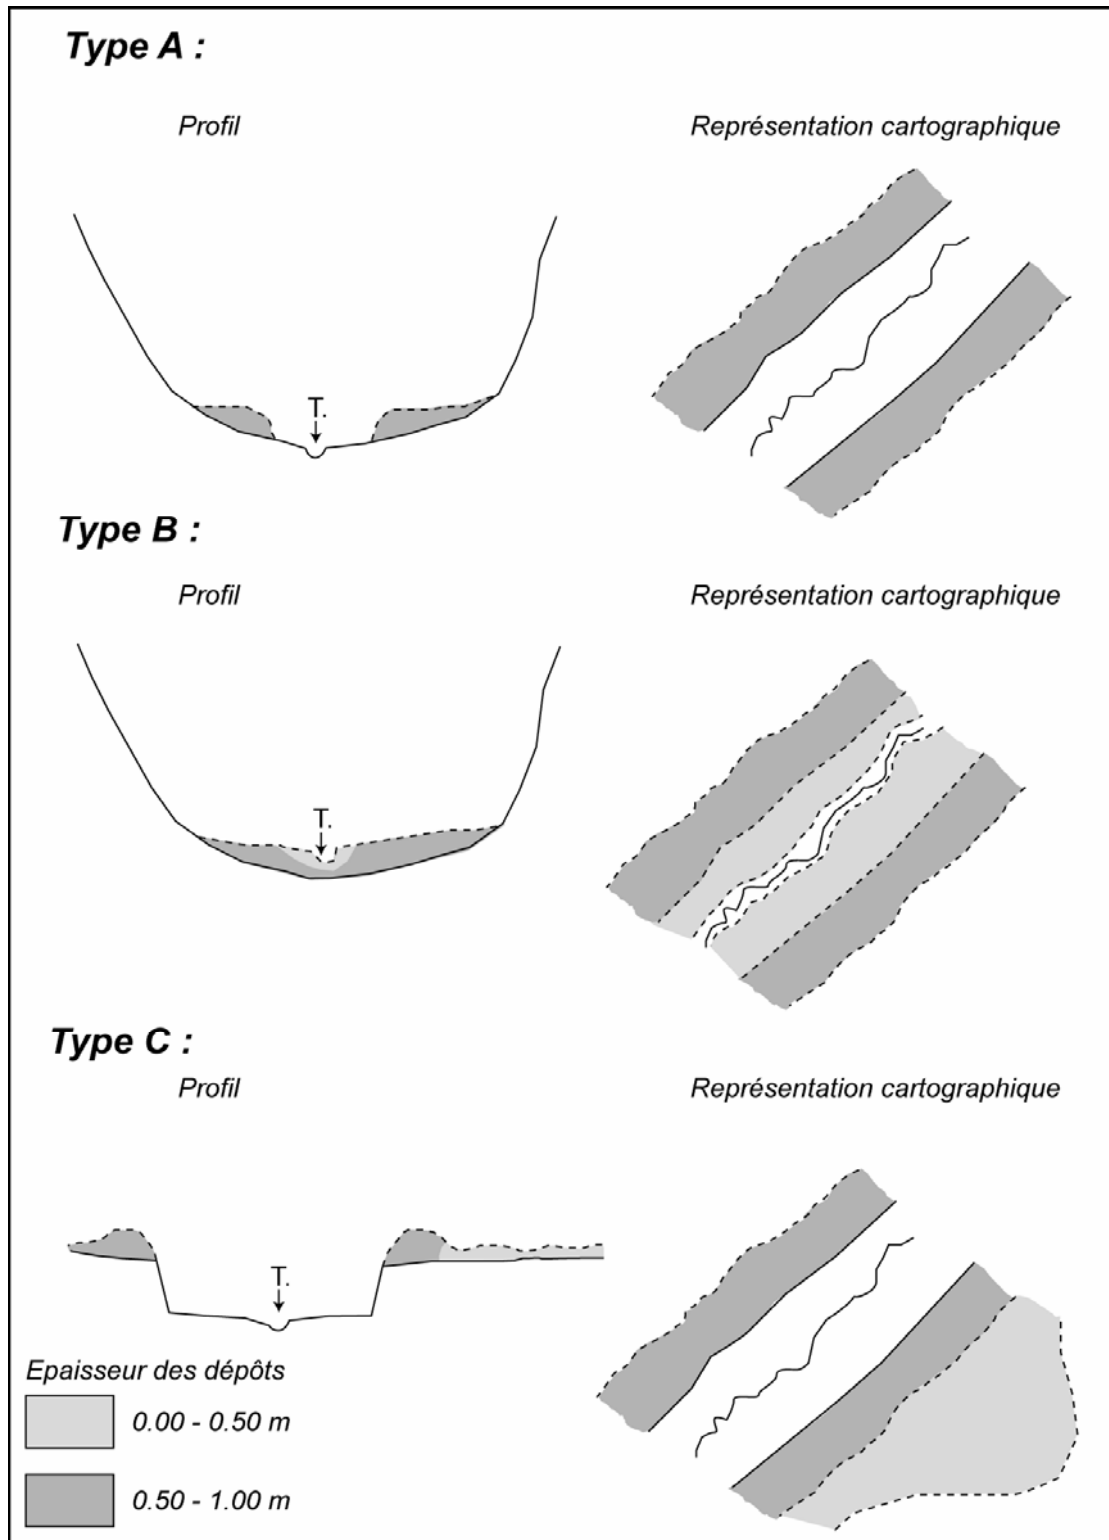 Type A :
Profil
Représentation cartographique
T.
Type B :
Profil
Représentation cartographique
T.
Type C :
Profil
Représentation cartographique
T.
Epaisseur des dépôts
0.00 - 0.50 m
0.50 - 1.00 m